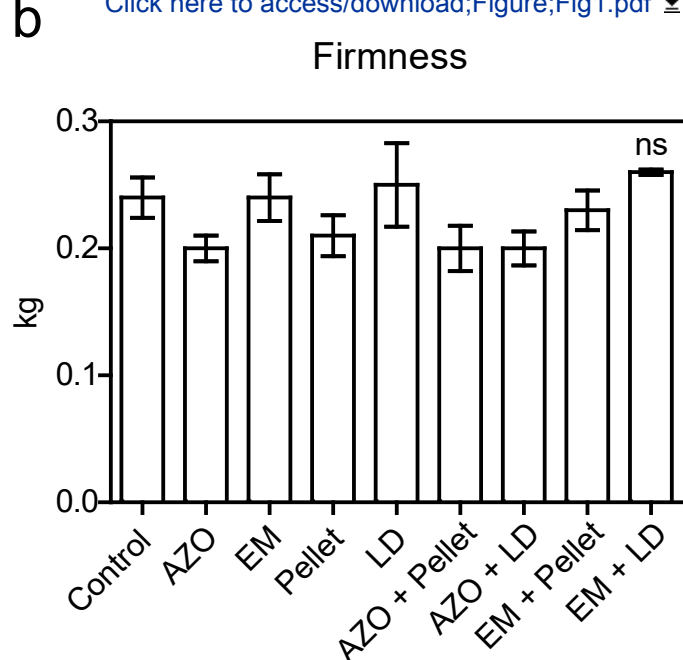 b
Click here to access/download;Figure;Fig1.pdf
Firmness
0.3
ns
0.2
kg
0.1
0.0
Control
AZO
EM
Pellet
LD
AZO + Pellet
AZO + LD
EM + Pellet
EM + LD